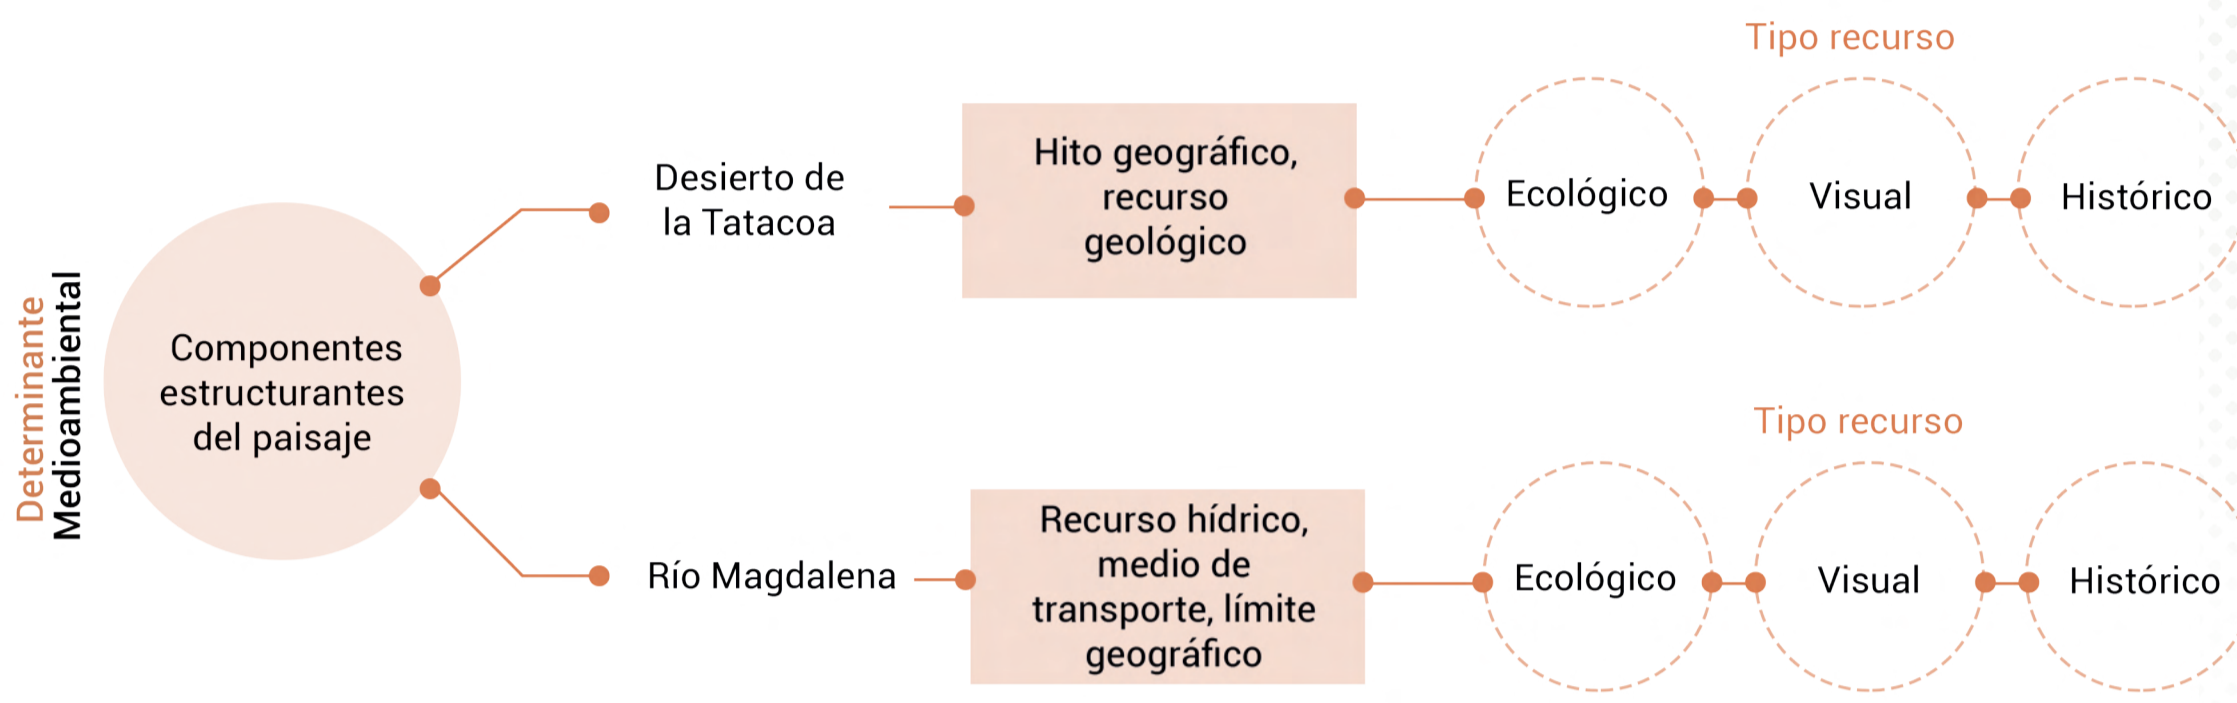 Determinante
Medioambiental
Componentes
estructurantes
del paisaje
Desierto de
la Tatacoa
Hito geográfico,
recurso
geológico
Tipo recurso
Ecológico
Visual
Histórico
Río Magdalena
Recurso hídrico,
medio de
transporte, límite
geográfico
Tipo recurso
Ecológico
Visual
Histórico